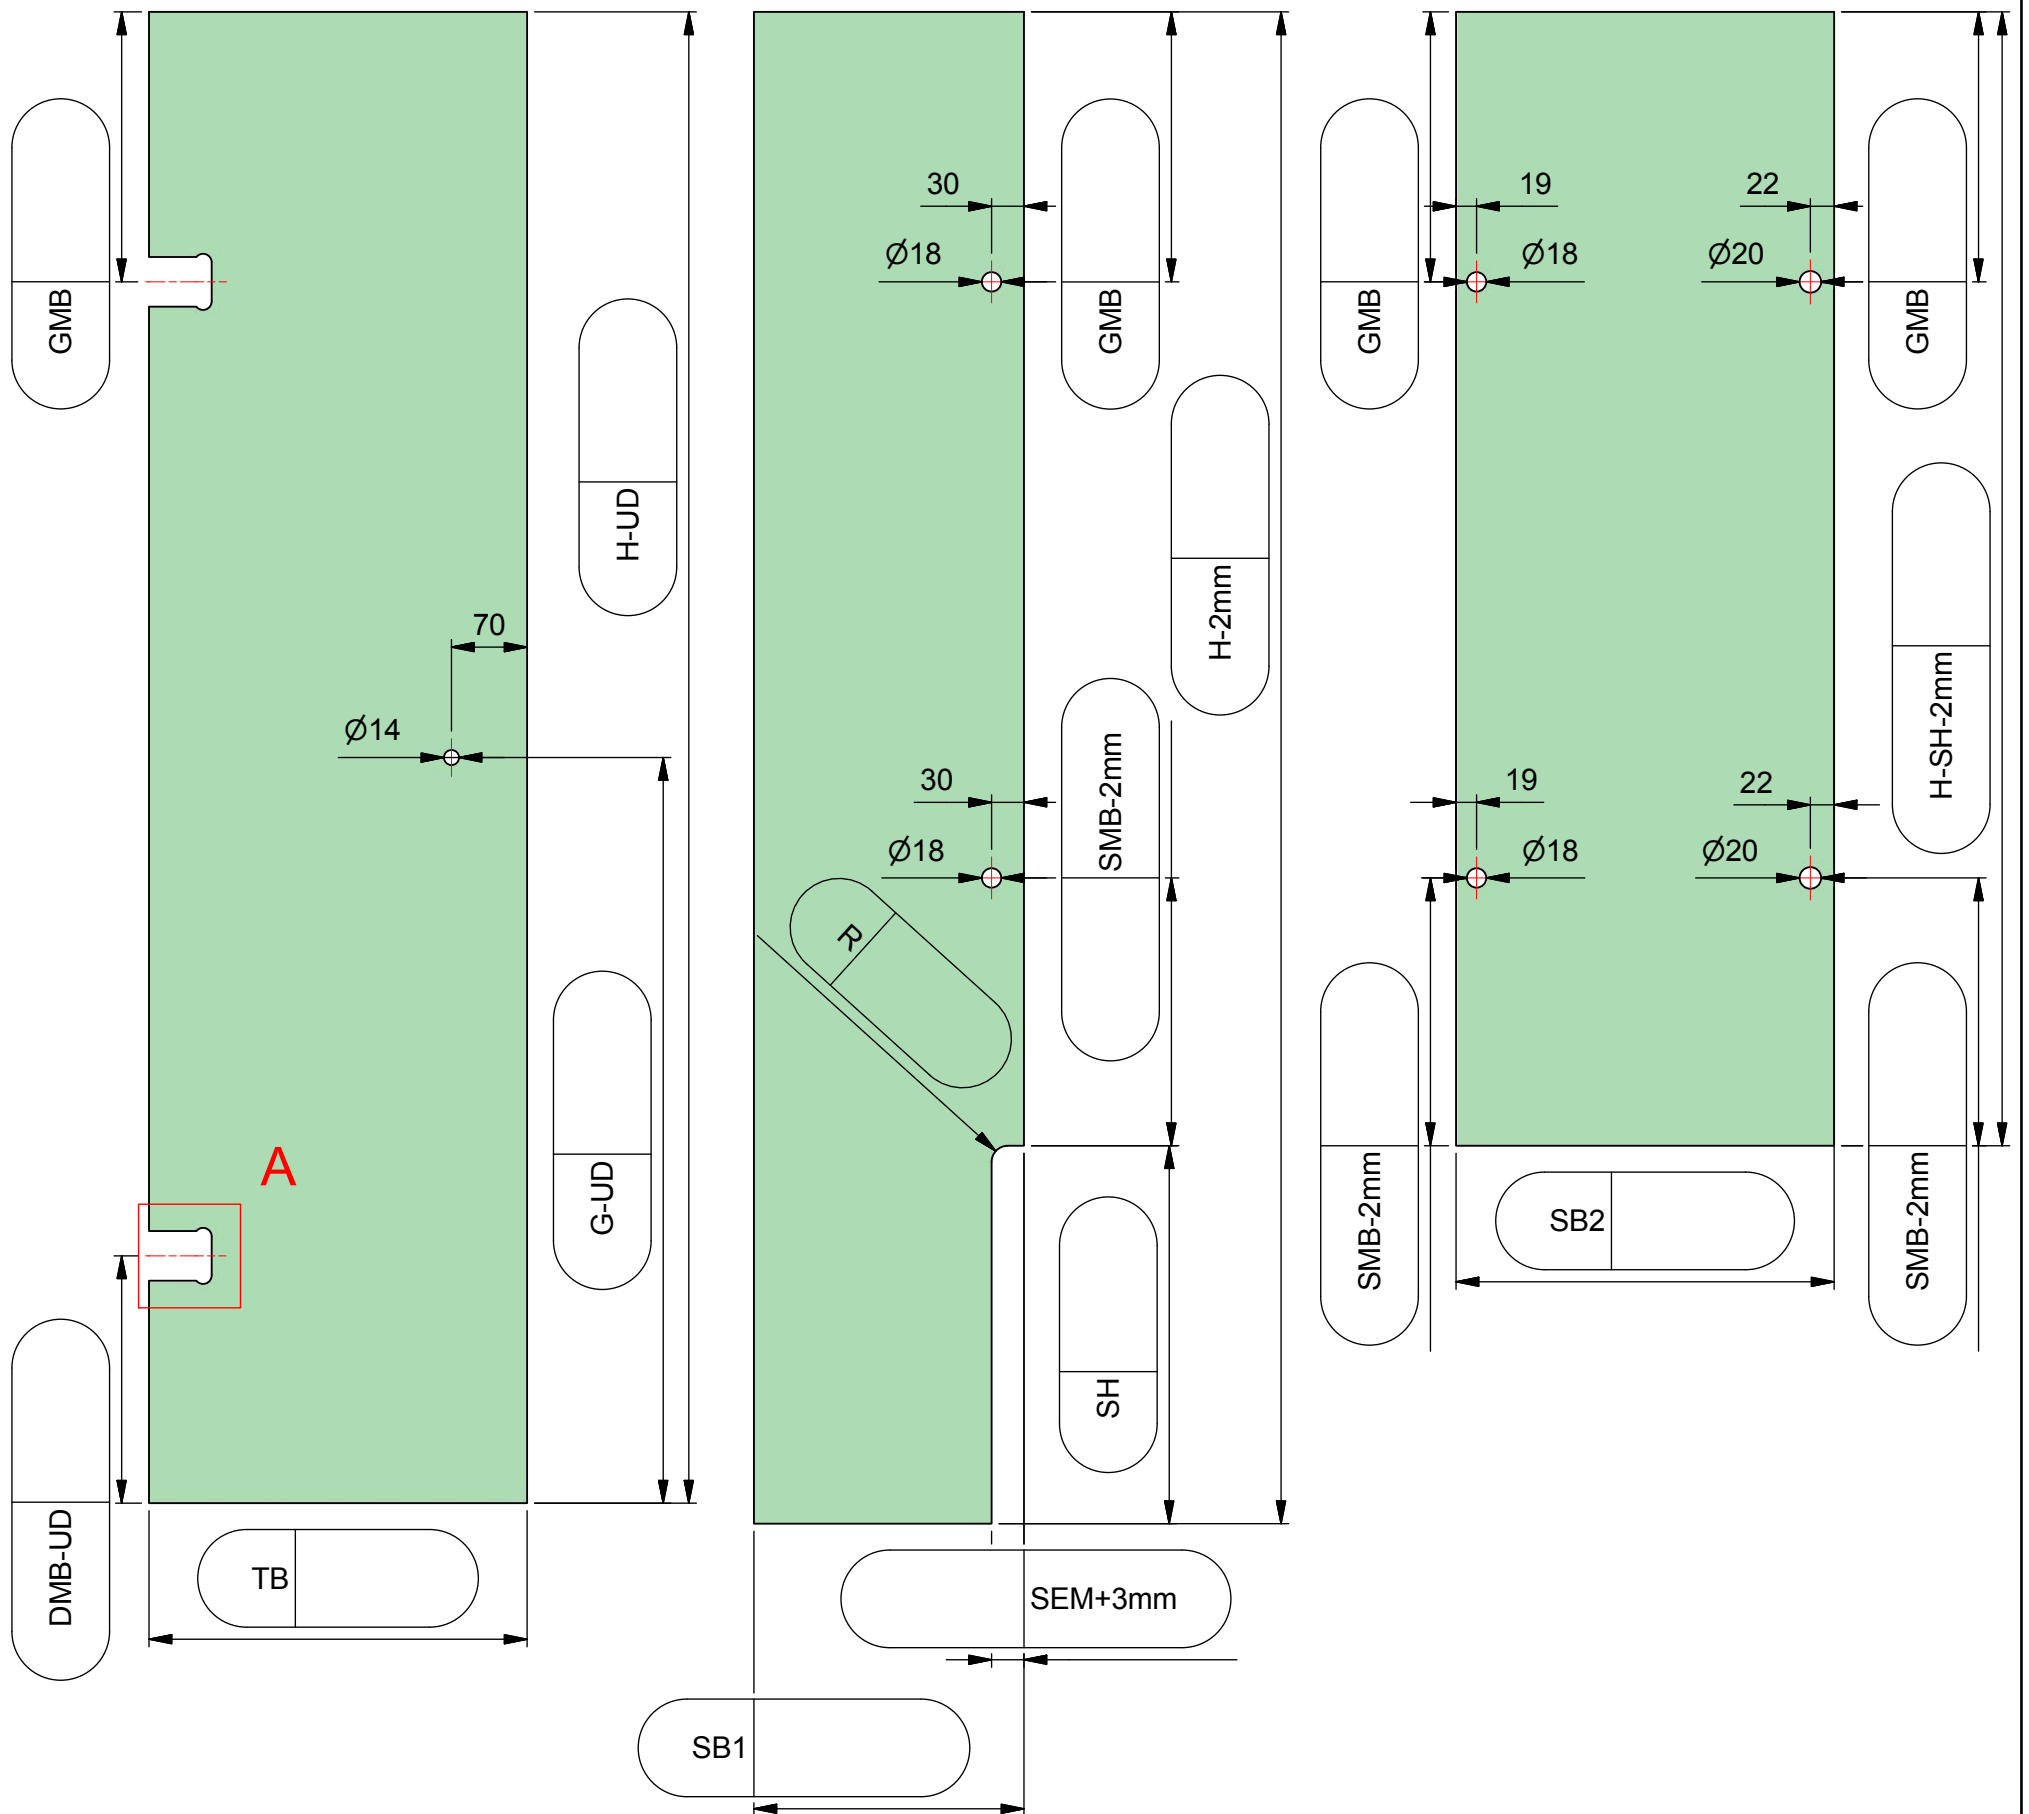 GMB
H-UD
70
Ø14
A
G-UD
DMB-UD
TB
30
Ø18
GMB
H-2mm
30
Ø18
SMB-2mm
R
SH
SEM+3mm
SB1
19
Ø18
GMB
22
Ø20
GMB
H-SH-2mm
19
Ø18
22
Ø20
SMB-2mm
SB2
SMB-2mm